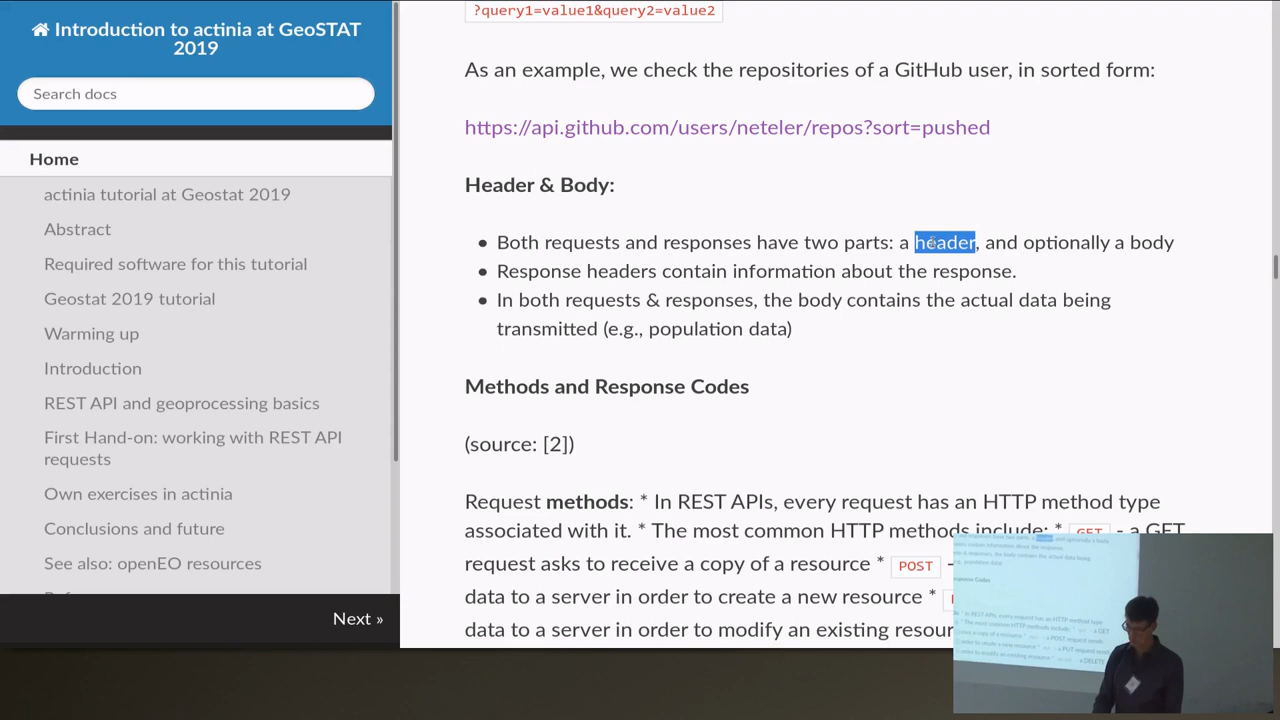 Introduction to actinia at GeoSTAT
2019
Search docs
Home
actinia tutorial at Geostat 2019
Abstract
Required software for this tutorial
Geostat 2019 tutorial
Warming up
Introduction
REST API and geoprocessing basics
First Hand-on: working with REST API
requests
Own exercises in actinia
Conclusions and future
See also: openEO resources
Next »
?query1=value1&query2=value2
As an example, we check the repositories of a GitHub user, in sorted form:
https://api.github.com/users/neteler/repos?sort=pushed
Header & Body:
• Both requests and responses have two parts: a header, and optionally a body
• Response headers contain information about the response.
• In both requests & responses, the body contains the actual data being
transmitted (e.g., population data)
Methods and Response Codes
(source: [2])
Request methods: * In REST APIs, every request has an HTTP method type
associated with it. * The most common HTTP methods include: * GET - a GET
request asks to receive a copy of a resource * POST -
data to a server in order to create a new resource *
data to a server in order to modify an existing resour